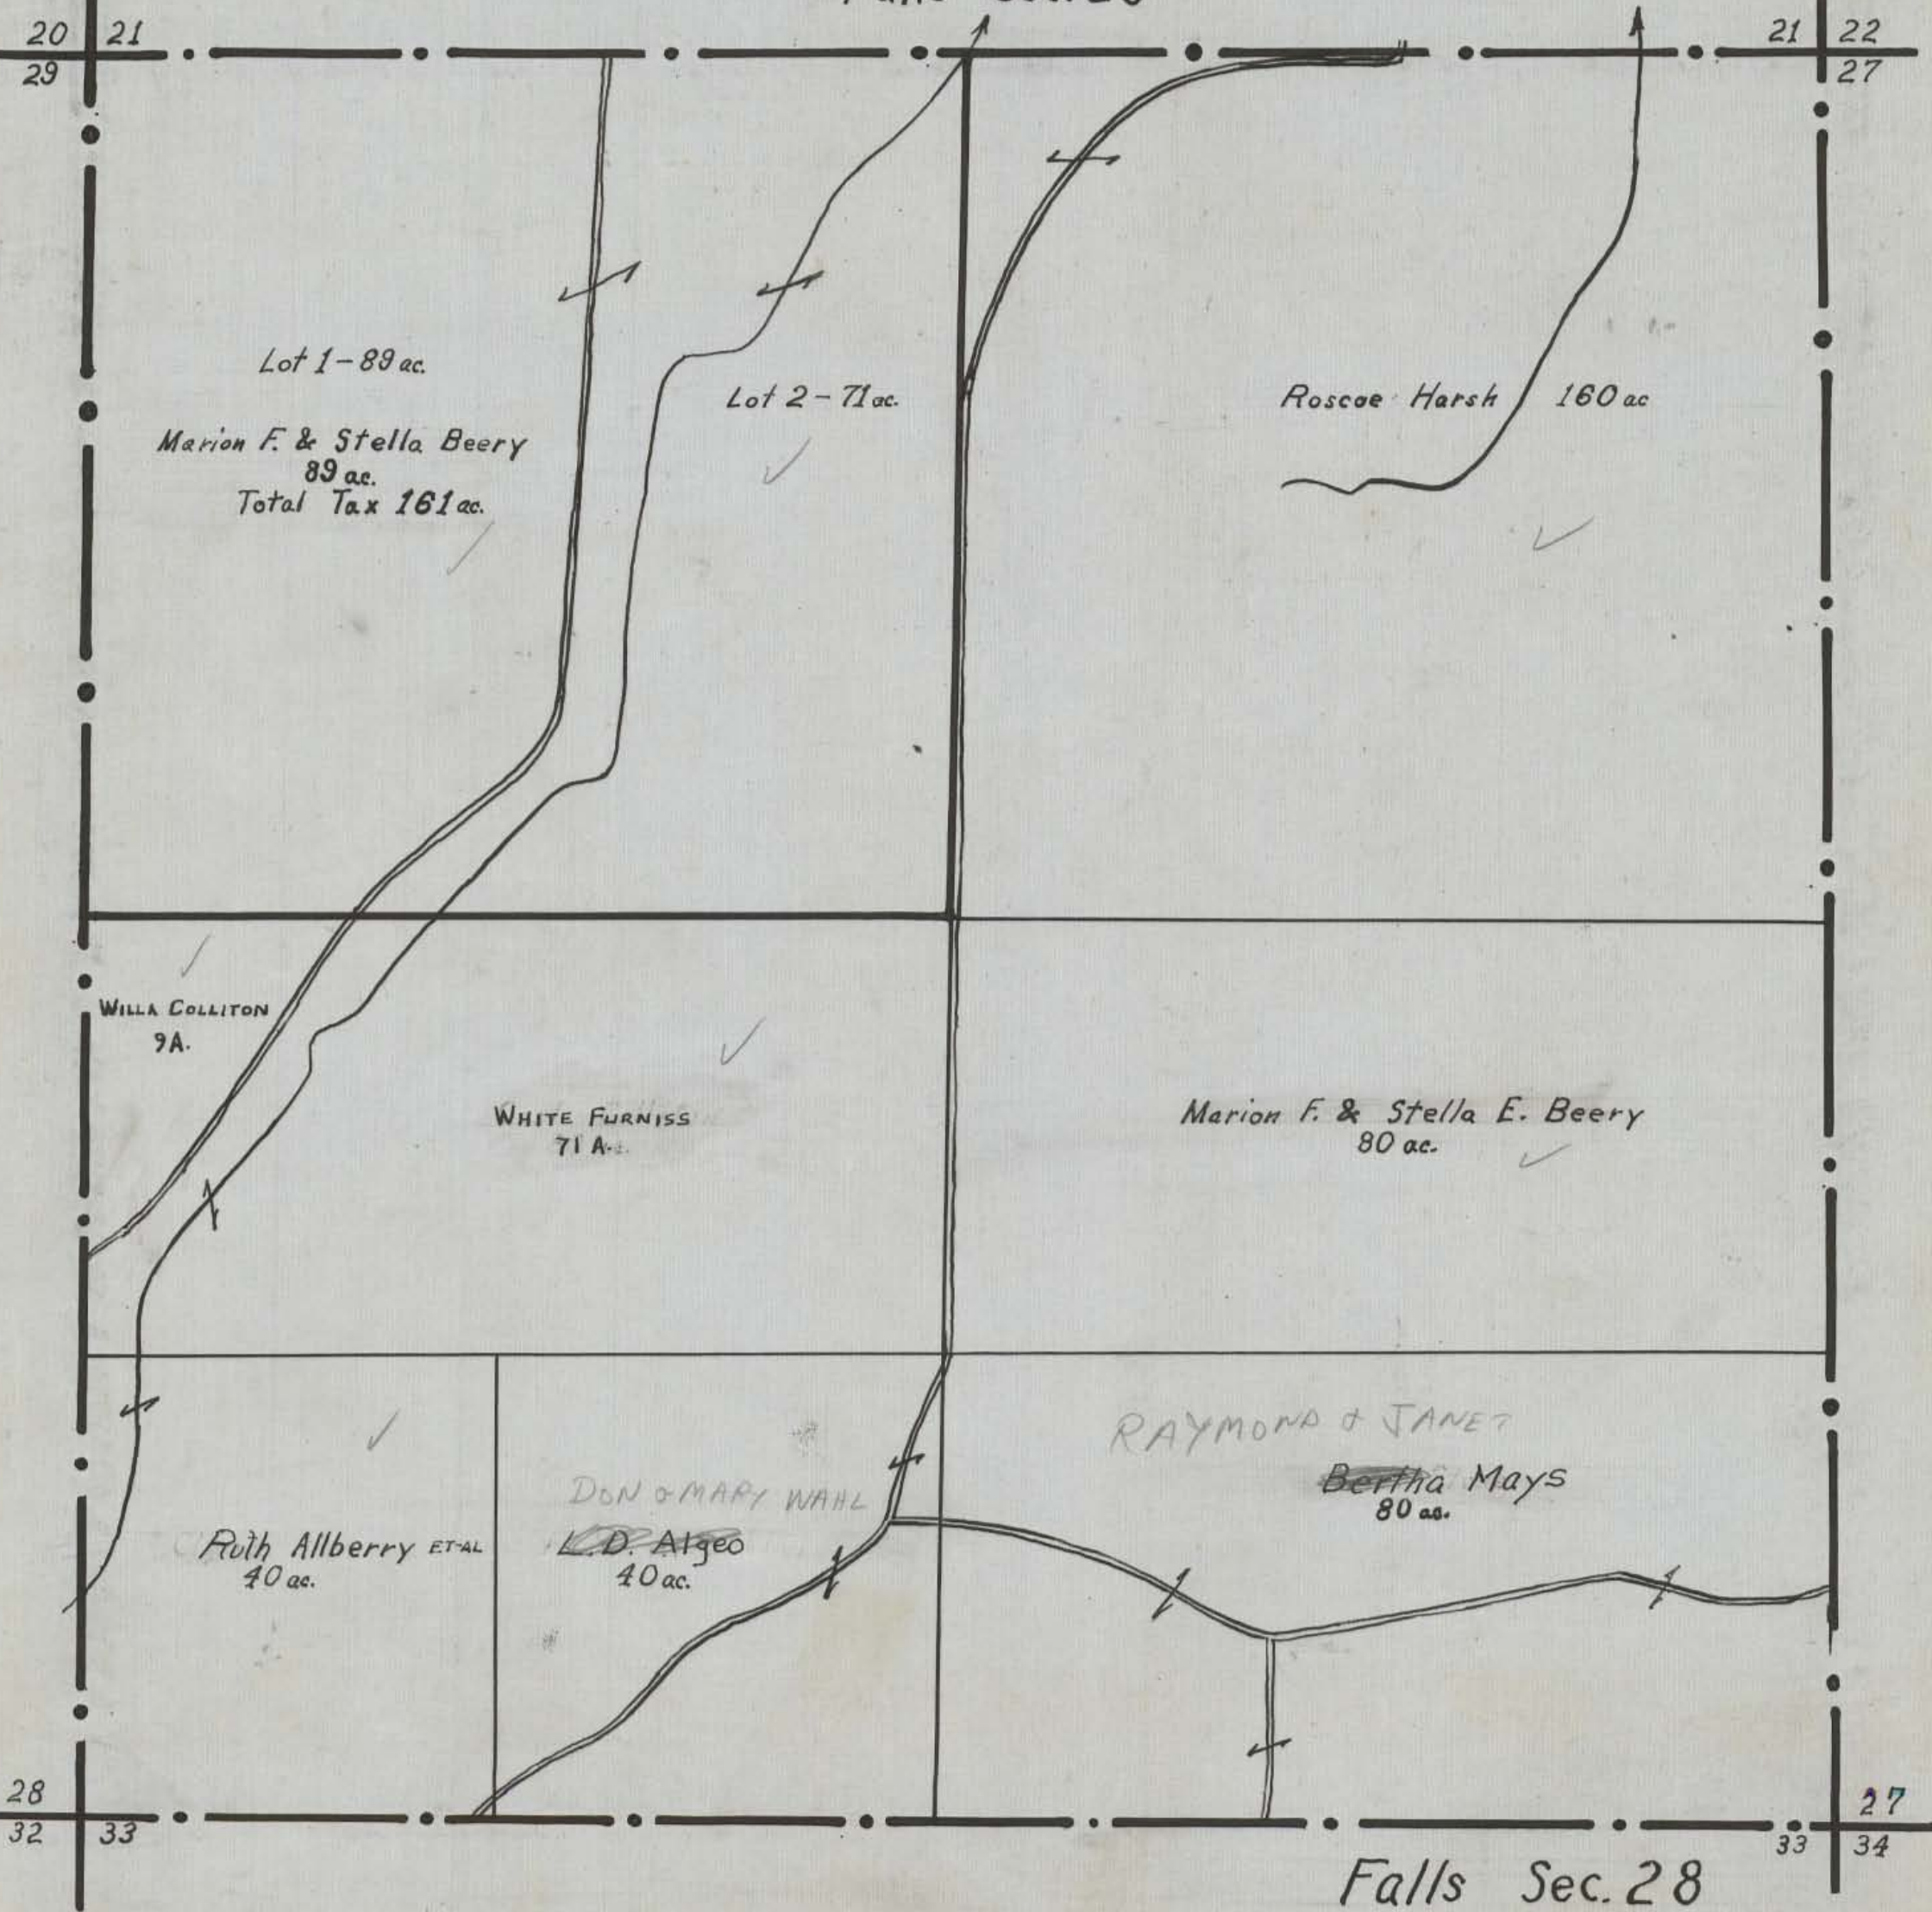 20 21
21 22
29
27
Lot 1 - 89 ac.
Marion F. & Stella Beery
89 ac.
Total Tax 161 ac.
Lot 2 - 71 ac.
Roscoe Harsh 160 ac
WILLA COLLITON
9A.
WHITE FURNISS
71 A.
Marion F. & Stella E. Beery
80 ac.
Ruth Allberry ET-AL
40 ac.
DON & MARY WAHL
L.D. Algeo
40 ac.
RAYMOND & JANET
Bertha Mays
80 ac.
28
27
32 33
33 34
Falls Sec. 28